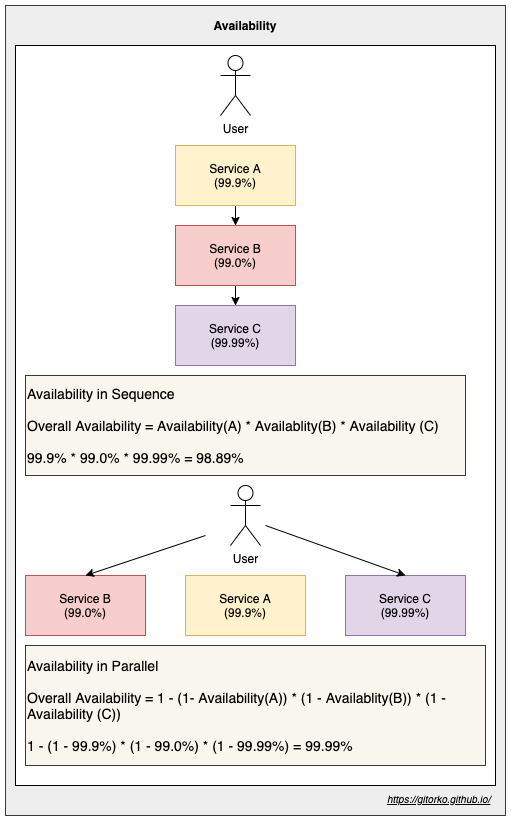 Availability
User
Service A
(99.9%)
Service B
(99.0%)
Service C
(99.99%)
Availability in Sequence
Overall Availability = Availability(A) * Availablity(B) * Availability (C)
99.9% * 99.0% * 99.99% = 98.89%
User
Service B
(99.0%)
Service A
(99.9%)
Service C
(99.99%)
Availability in Parallel
Overall Availability = 1 - (1- Availability(A)) * (1 - Availablity(B)) * (1 -
Availability (C))
1 - (1 - 99.9%) * (1 - 99.0%) * (1 - 99.99%) = 99.99%
https://gitorko.github.io/